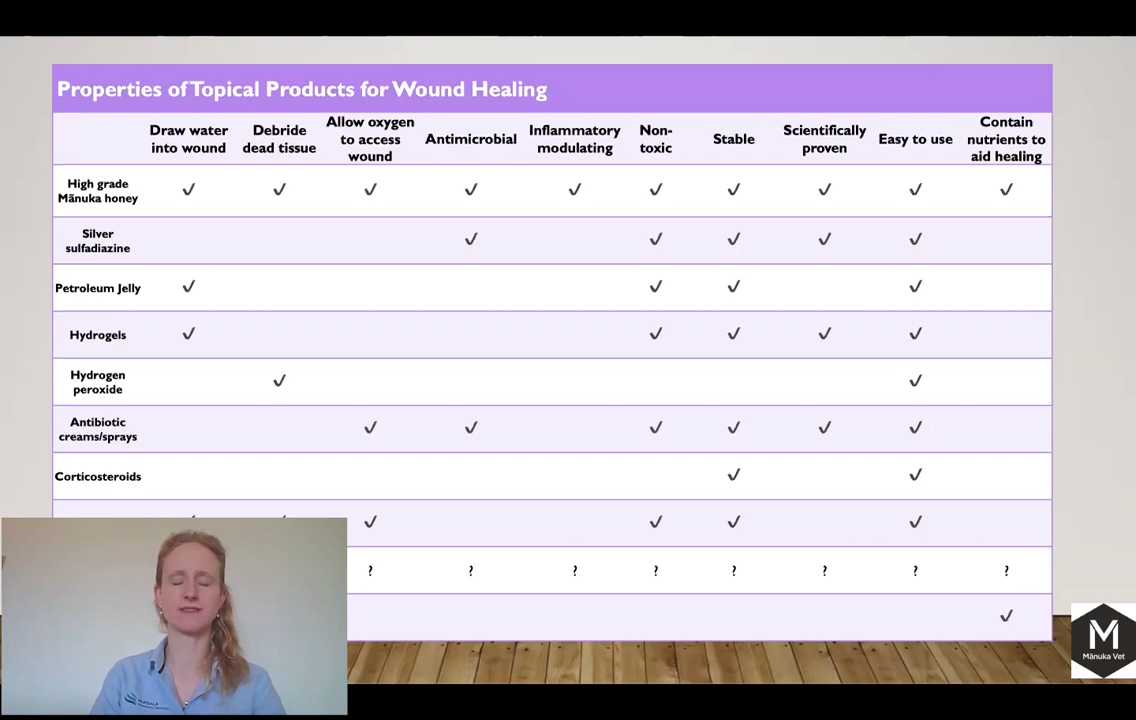 Properties of Topical Products for Wound Healing
Draw water
into wound
Debride
dead tissue
Allow oxygen
to access
wound
Antimicrobial
Inflammatory
modulating
Non-
toxic
Stable
Scientifically
proven
Easy to use
Contain
nutrients to
aid healing
High grade
Mānuka honey
✓ ✓ ✓ ✓ ✓ ✓ ✓ ✓ ✓ ✓
Silver
sulfadiazine
✓ ✓ ✓ ✓ ✓
Petroleum Jelly
✓ ✓ ✓ ✓
Hydrogels
✓ ✓ ✓ ✓ ✓
Hydrogen
peroxide
✓ ✓
Antibiotic
creams/sprays
✓ ✓ ✓ ✓ ✓ ✓
Corticosteroids
✓ ✓
✓ ✓ ✓ ✓
? ? ? ? ? ? ? ?
✓
M
Mānuka Vet